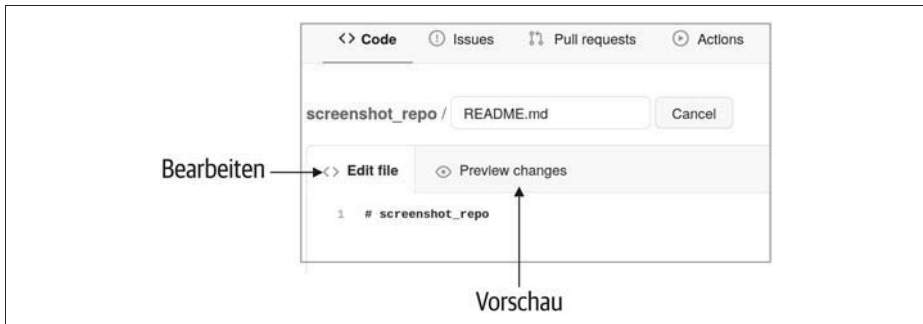 <> Code Issues Pull requests Actions
screenshot_repo / README.md Cancel
Bearbeiten <> Edit file Preview changes
1 # screenshot_repo
Vorschau